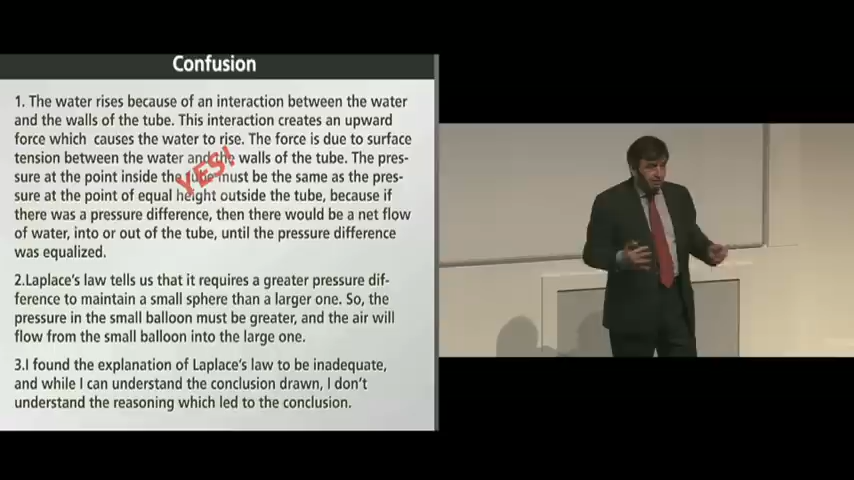 Confusion
1. The water rises because of an interaction between the water
and the walls of the tube. This interaction creates an upward
force which causes the water to rise. The force is due to surface
tension between the water and the walls of the tube. The pres-
sure at the point inside the tube must be the same as the pres-
YES!
sure at the point of equal height outside the tube, because if
there was a pressure difference, then there would be a net flow
of water, into or out of the tube, until the pressure difference
was equalized.
2.Laplace's law tells us that it requires a greater pressure dif-
ference to maintain a small sphere than a larger one. So, the
pressure in the small balloon must be greater, and the air will
flow from the small balloon into the large one.
3.I found the explanation of Laplace's law to be inadequate,
and while I can understand the conclusion drawn, I don't
understand the reasoning which led to the conclusion.